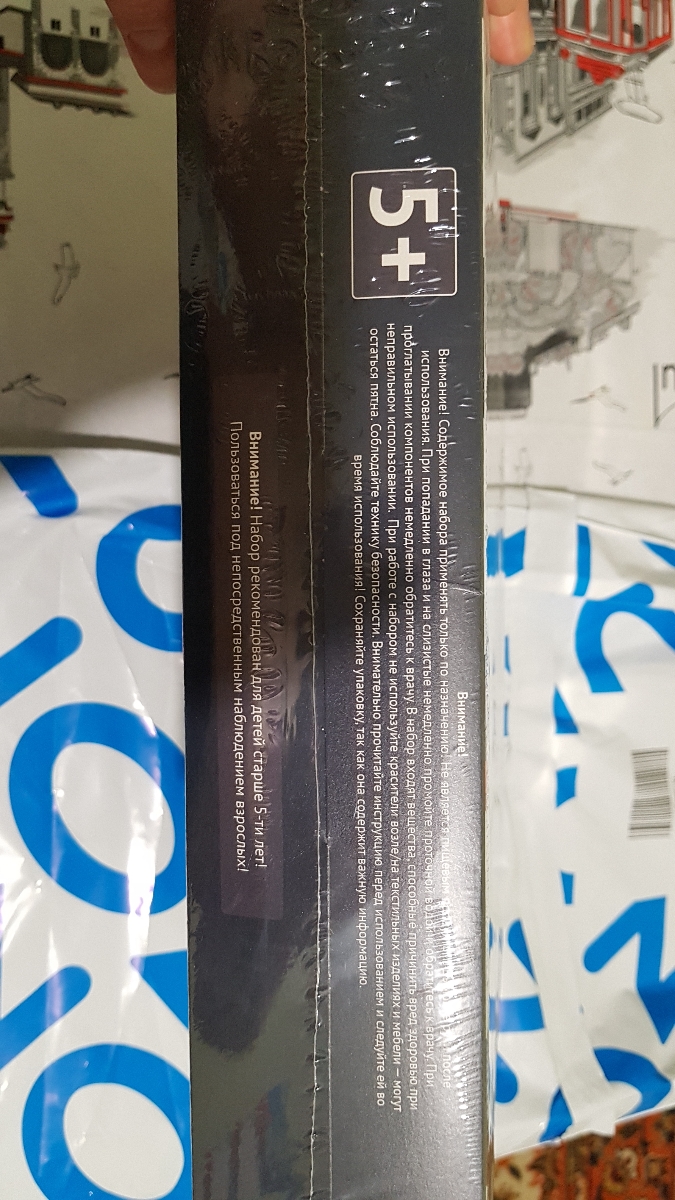 5+
Внимание!
Внимание! Содержимое набора применять только по назначению! Не является пищевым после
использования. При попадании в глаза и на слизистые немедленно промойте проточной водой и обратитесь к врачу. При
проглатывании компонентов немедленно обратитесь к врачу. В набор входят вещества, способные причинить вред здоровью при
неправильном использовании. При работе с набором не используйте красители возле/на текстильных изделиях и мебели — могут
остаться пятна. Соблюдайте технику безопасности. Внимательно прочитайте инструкцию перед использованием и следуйте ей во
время использования! Сохраняйте упаковку, так как она содержит важную информацию.
Внимание! Набор рекомендован для детей старше 5-ти лет!
Пользоваться под непосредственным наблюдением взрослых!